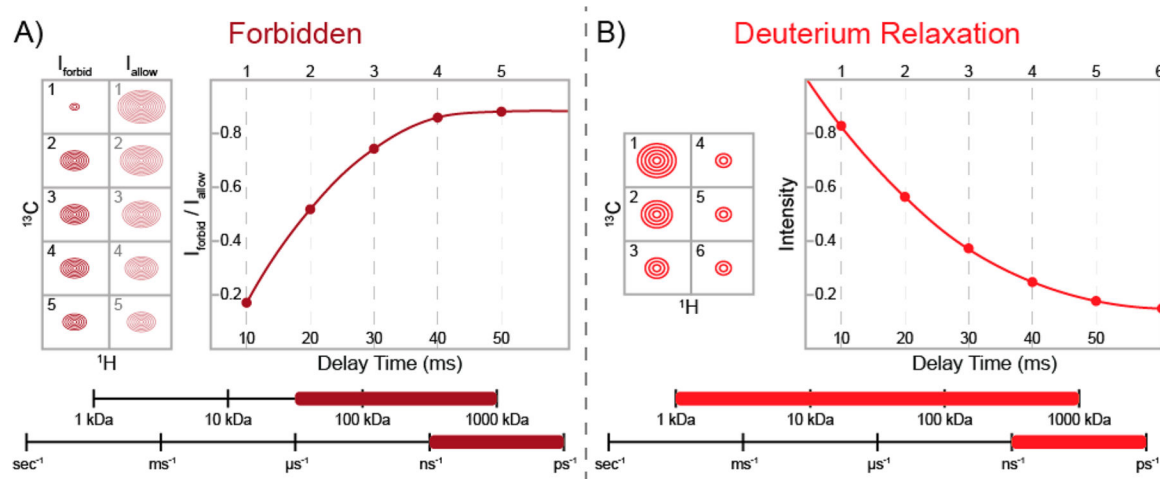 A)
Forbidden
I_forbid I_allow
1 1
2 2
3 3
4 4
5 5
¹³C
¹H
1 2 3 4 5
0.8
0.6
0.4
0.2
I_forbid / I_allow
10 20 30 40 50
Delay Time (ms)
1 kDa 10 kDa 100 kDa 1000 kDa
sec⁻¹ ms⁻¹ µs⁻¹ ns⁻¹ ps⁻¹
B)
Deuterium Relaxation
1 4
2 5
3 6
¹³C
¹H
1 2 3 4 5 6
0.8
0.6
0.4
0.2
Intensity
10 20 30 40 50
Delay Time (ms)
1 kDa 10 kDa 100 kDa 1000 kDa
sec⁻¹ ms⁻¹ µs⁻¹ ns⁻¹ ps⁻¹